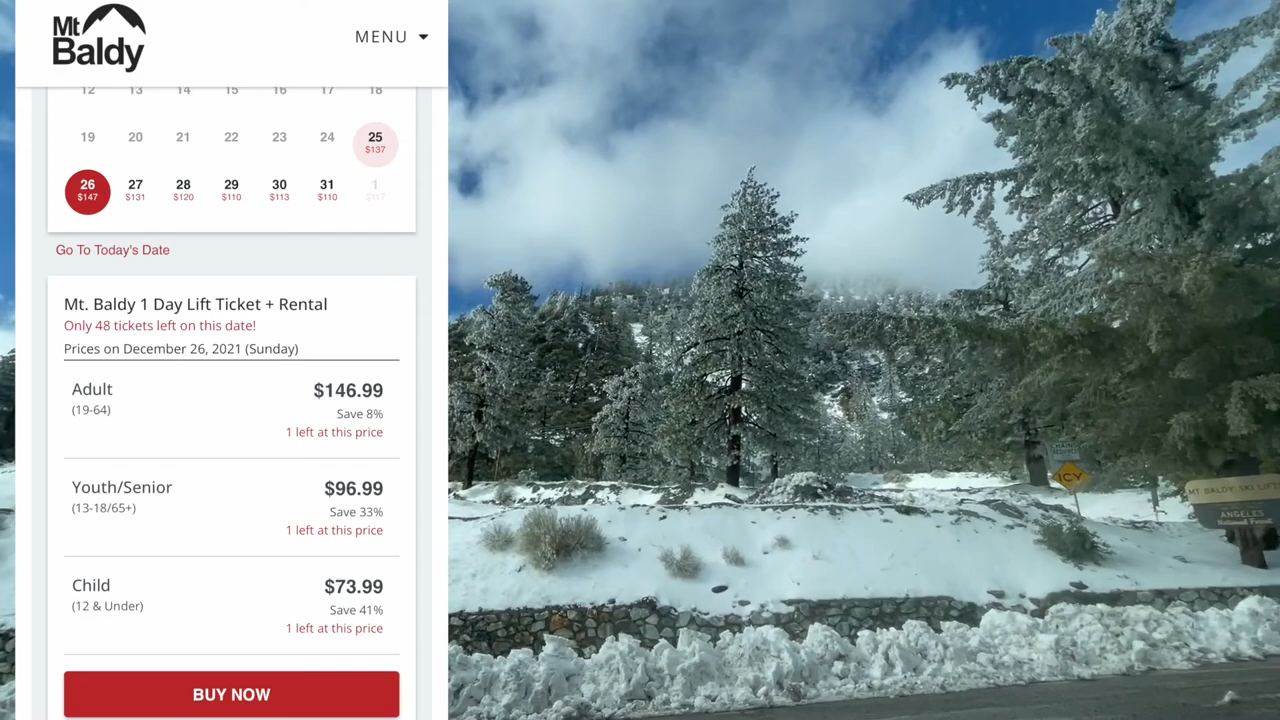 Mt
Baldy
MENU
12 13 14 15 16 17 18
19 20 21 22 23 24 25
$137
26 27 28 29 30 31 1
$147 $131 $120 $110 $113 $110 $117
Go To Today's Date
Mt. Baldy 1 Day Lift Ticket + Rental
Only 48 tickets left on this date!
Prices on December 26, 2021 (Sunday)
Adult $146.99
(19-64) Save 8%
1 left at this price
Youth/Senior $96.99
(13-18/65+) Save 33%
1 left at this price
Child $73.99
(12 & Under) Save 41%
1 left at this price
BUY NOW
CHAINS
REQUIRED
ICY
MT BALDY SKI LIFT
ANGELES
National Forest